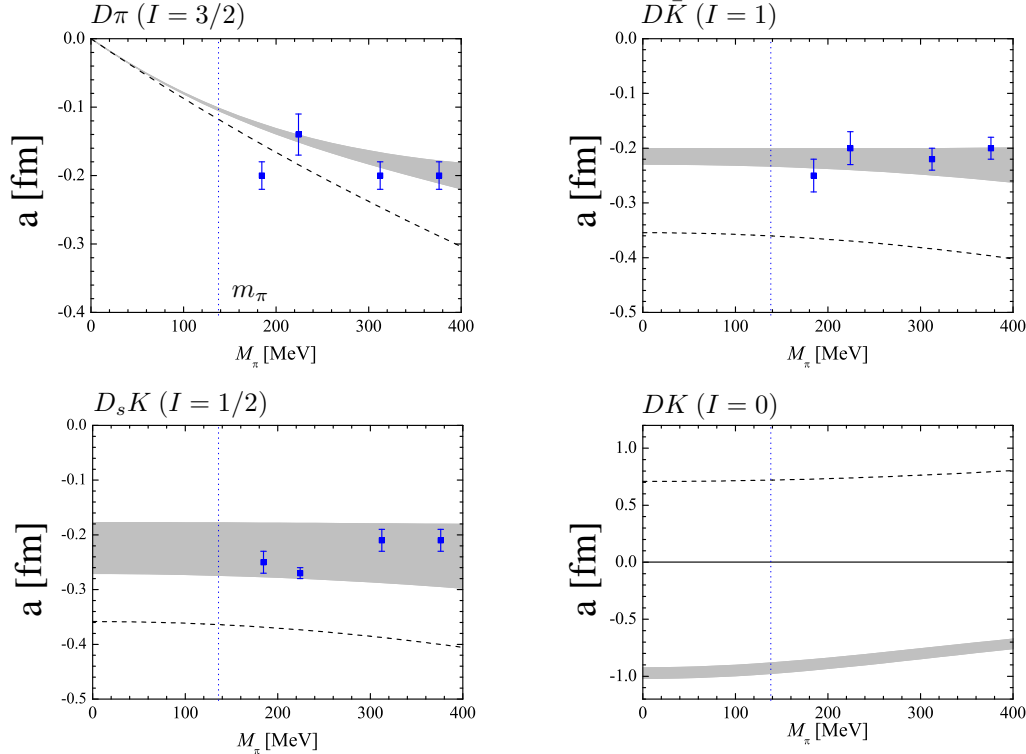 Dπ (I = 3/2)
0.0
-0.1
-0.2
-0.3
-0.4
a [fm]
m_π
0 100 200 300 400
M_π [MeV]
DK̄ (I = 1)
0.0
-0.1
-0.2
-0.3
-0.4
-0.5
a [fm]
0 100 200 300 400
M_π [MeV]
D_sK (I = 1/2)
0.0
-0.1
-0.2
-0.3
-0.4
-0.5
a [fm]
0 100 200 300 400
M_π [MeV]
DK (I = 0)
1.0
0.5
0.0
-0.5
-1.0
a [fm]
0 100 200 300 400
M_π [MeV]